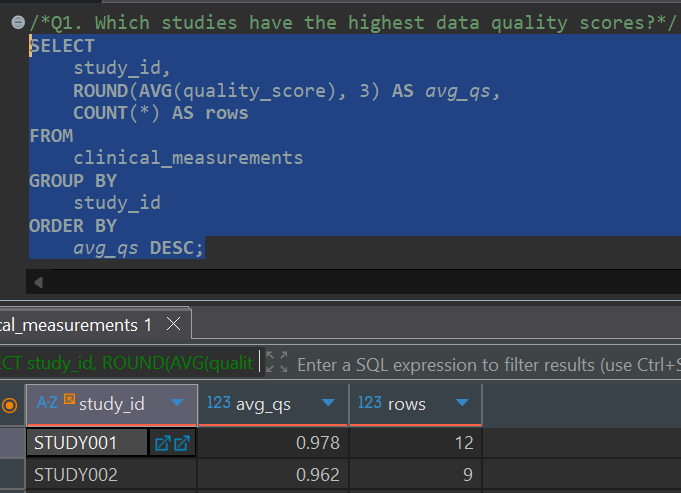 /*Q1. Which studies have the highest data quality scores?*/
SELECT
study_id,
ROUND(AVG(quality_score), 3) AS avg_qs,
COUNT(*) AS rows
FROM
clinical_measurements
GROUP BY
study_id
ORDER BY
avg_qs DESC;
cal_measurements 1
CT study_id, ROUND(AVG(qualit
Enter a SQL expression to filter results (use Ctrl+S
A-Z study_id 123 avg_qs 123 rows
STUDY001 0.978 12
STUDY002 0.962 9